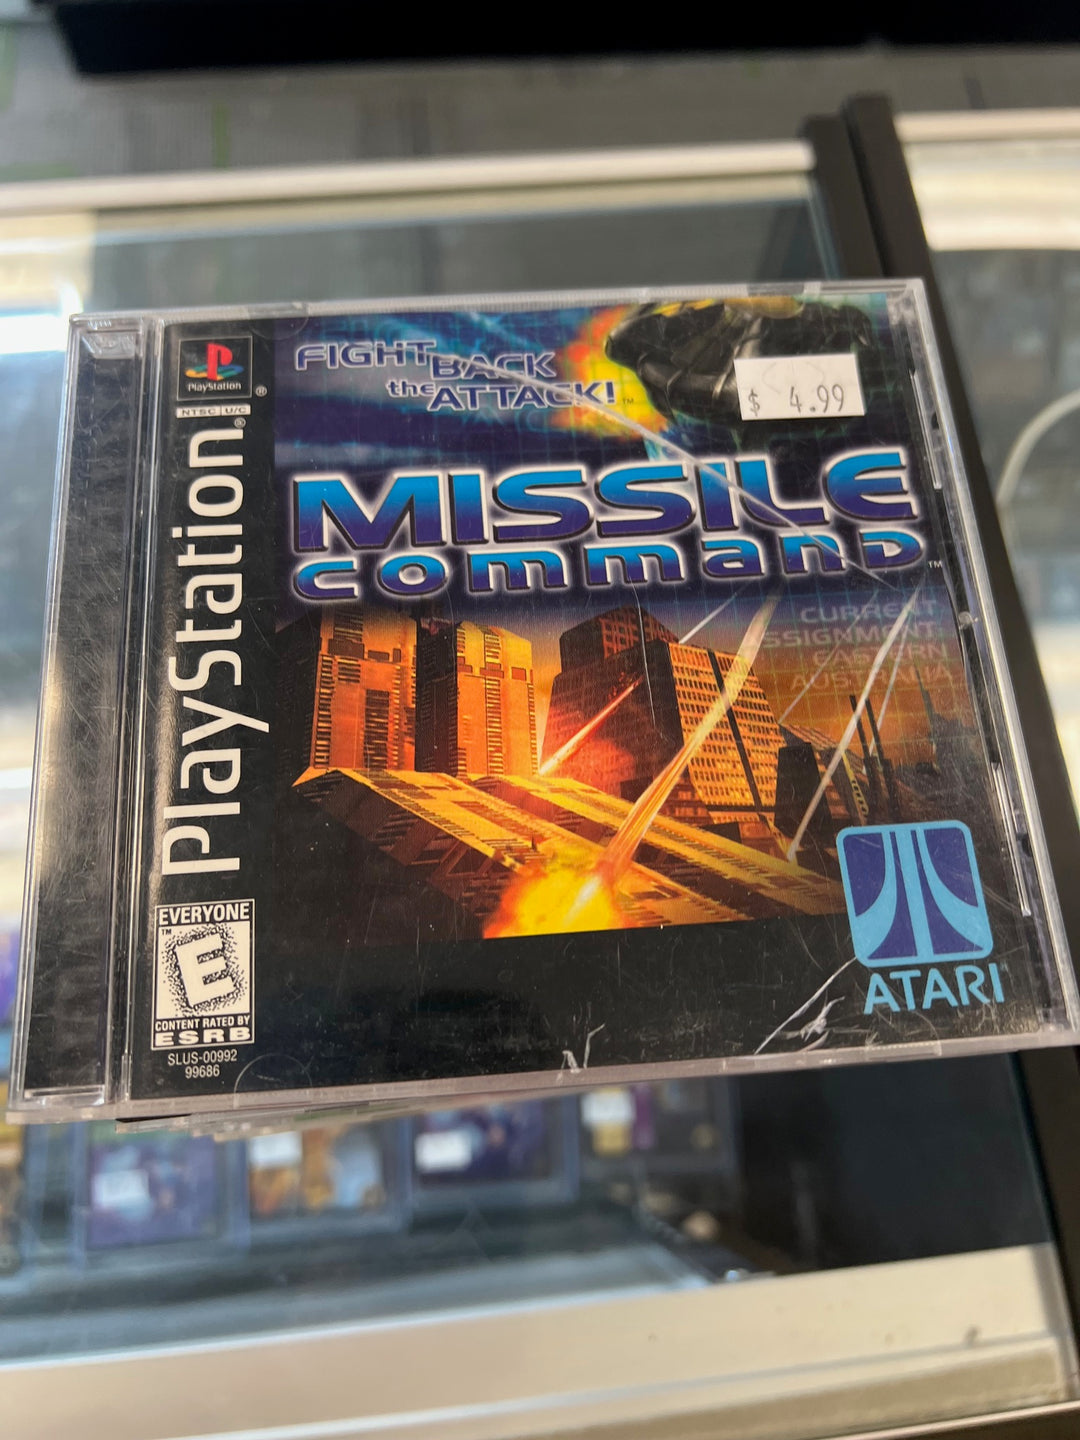 PlayStation
NTSC U/C
PlayStation
FIGHT BACK
the ATTACK!
$ 4.99
MISSILE
COMMAND
CURRENT
ASSIGNMENT:
EASTERN
AUSTRALIA
ATARI
EVERYONE
E
CONTENT RATED BY
ESRB
SLUS-00992
99686